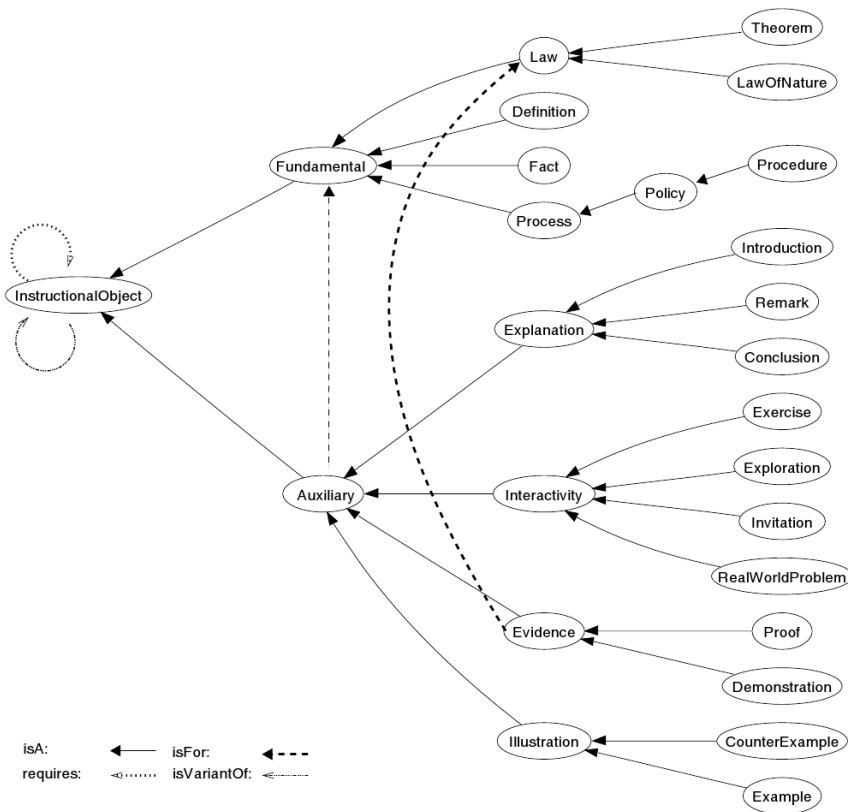 Theorem
Law
LawOfNature
Definition
Fundamental
Fact
Procedure
Policy
Process
Introduction
InstructionalObject
Remark
Explanation
Conclusion
Exercise
Exploration
Auxiliary
Interactivity
Invitation
RealWorldProblem
Evidence
Proof
Demonstration
Illustration
CounterExample
Example
isA:
isFor:
requires:
isVariantOf: